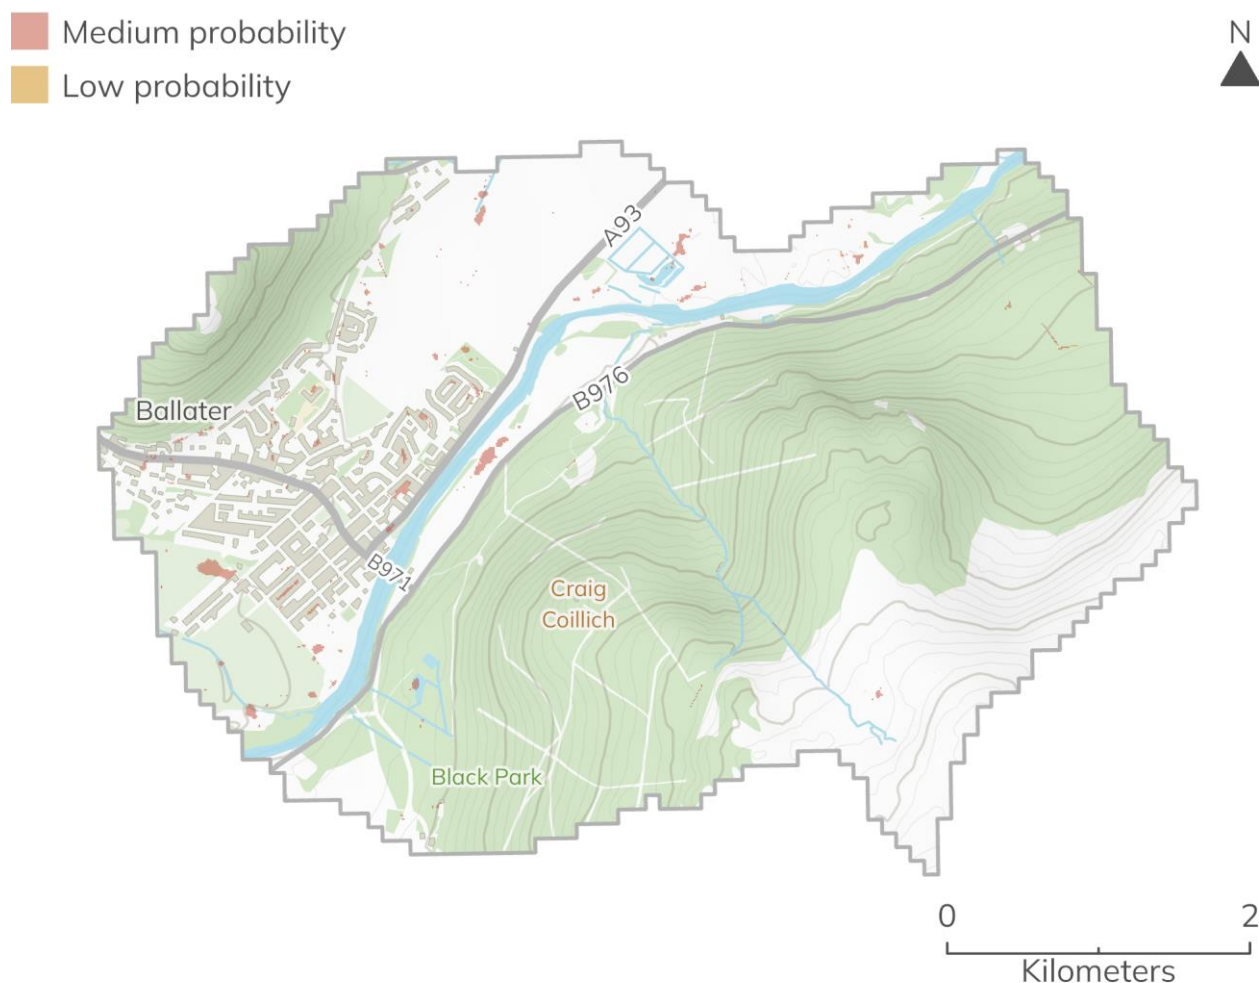 Medium probability
Low probability
N
A93
B976
Ballater
B971
Craig
Coillich
Black Park
0 2
Kilometers